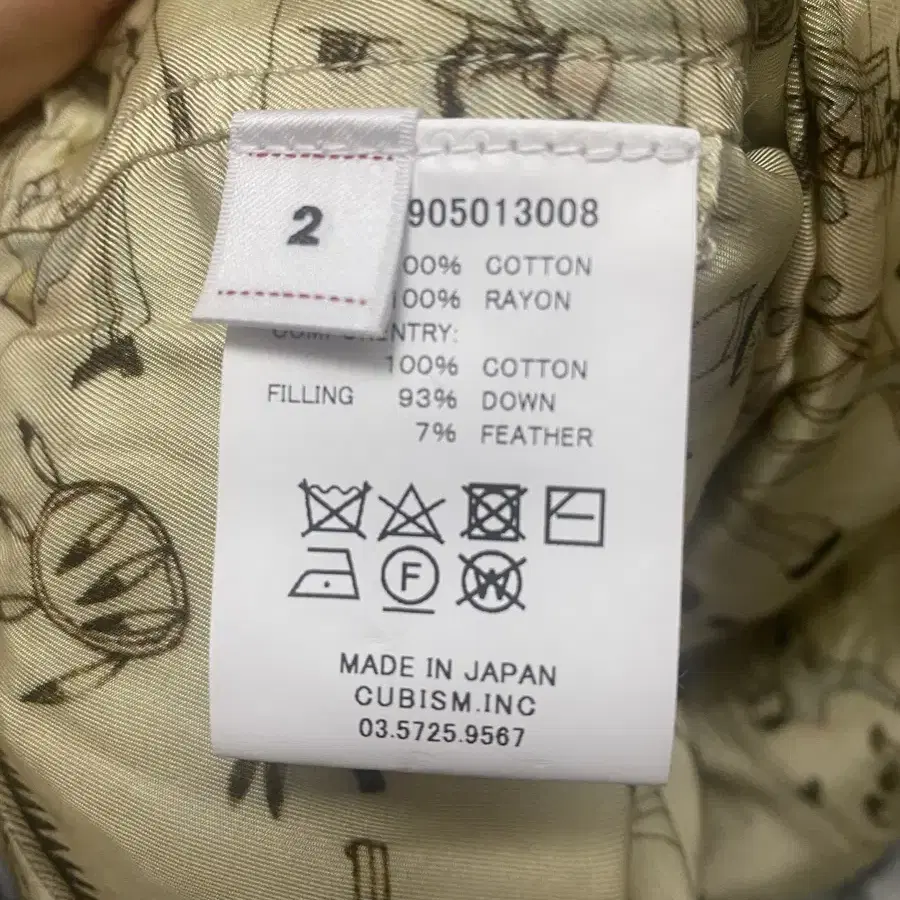 2
905013008
00% COTTON
100% RAYON
COMPONENTRY:
100% COTTON
FILLING 93% DOWN
7% FEATHER
F
W
MADE IN JAPAN
CUBISM.INC
03.5725.9567